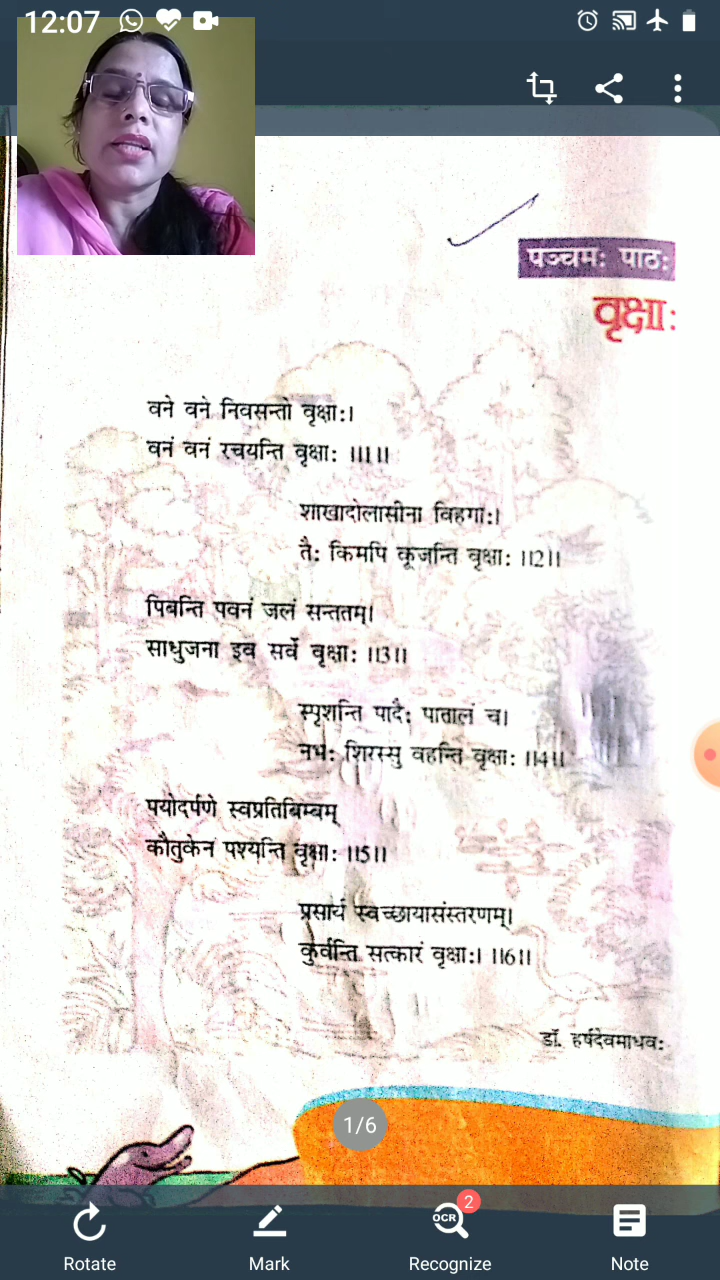 12:07
पञ्चमः पाठः
वृक्षाः
वने वने निवसन्तो वृक्षाः।
वनं वनं रचयन्ति वृक्षाः ।।1।।
शाखादोलासीना विहगाः।
तैः किमपि कूजन्ति वृक्षाः ।।2।।
पिबन्ति पवनं जलं सन्ततम्।
साधुजना इव सर्वे वृक्षाः ।।3।।
स्पृशन्ति पादैः पातालं च।
नभः शिरस्सु वहन्ति वृक्षाः ।।4।।
पयोदर्पणे स्वप्रतिबिम्बम्
कौतुकेन पश्यन्ति वृक्षाः ।।5।।
प्रसार्य स्वच्छायासंस्तरणम्।
कुर्वन्ति सत्कारं वृक्षाः। ।।6।।
डॉ. हर्षदेवमाधवः
1/6
OCR 2
Rotate Mark Recognize Note